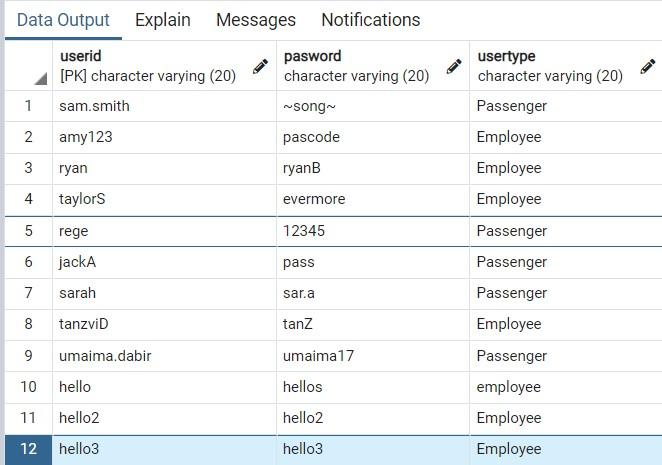 Data Output Explain Messages Notifications
userid pasword usertype
[PK] character varying (20) character varying (20) character varying (20)
1 sam.smith ~song~ Passenger
2 amy123 pascode Employee
3 ryan ryanB Employee
4 taylorS evermore Employee
5 rege 12345 Passenger
6 jackA pass Passenger
7 sarah sar.a Passenger
8 tanzviD tanZ Employee
9 umaima.dabir umaima17 Passenger
10 hello hellos employee
11 hello2 hello2 Employee
12 hello3 hello3 Employee